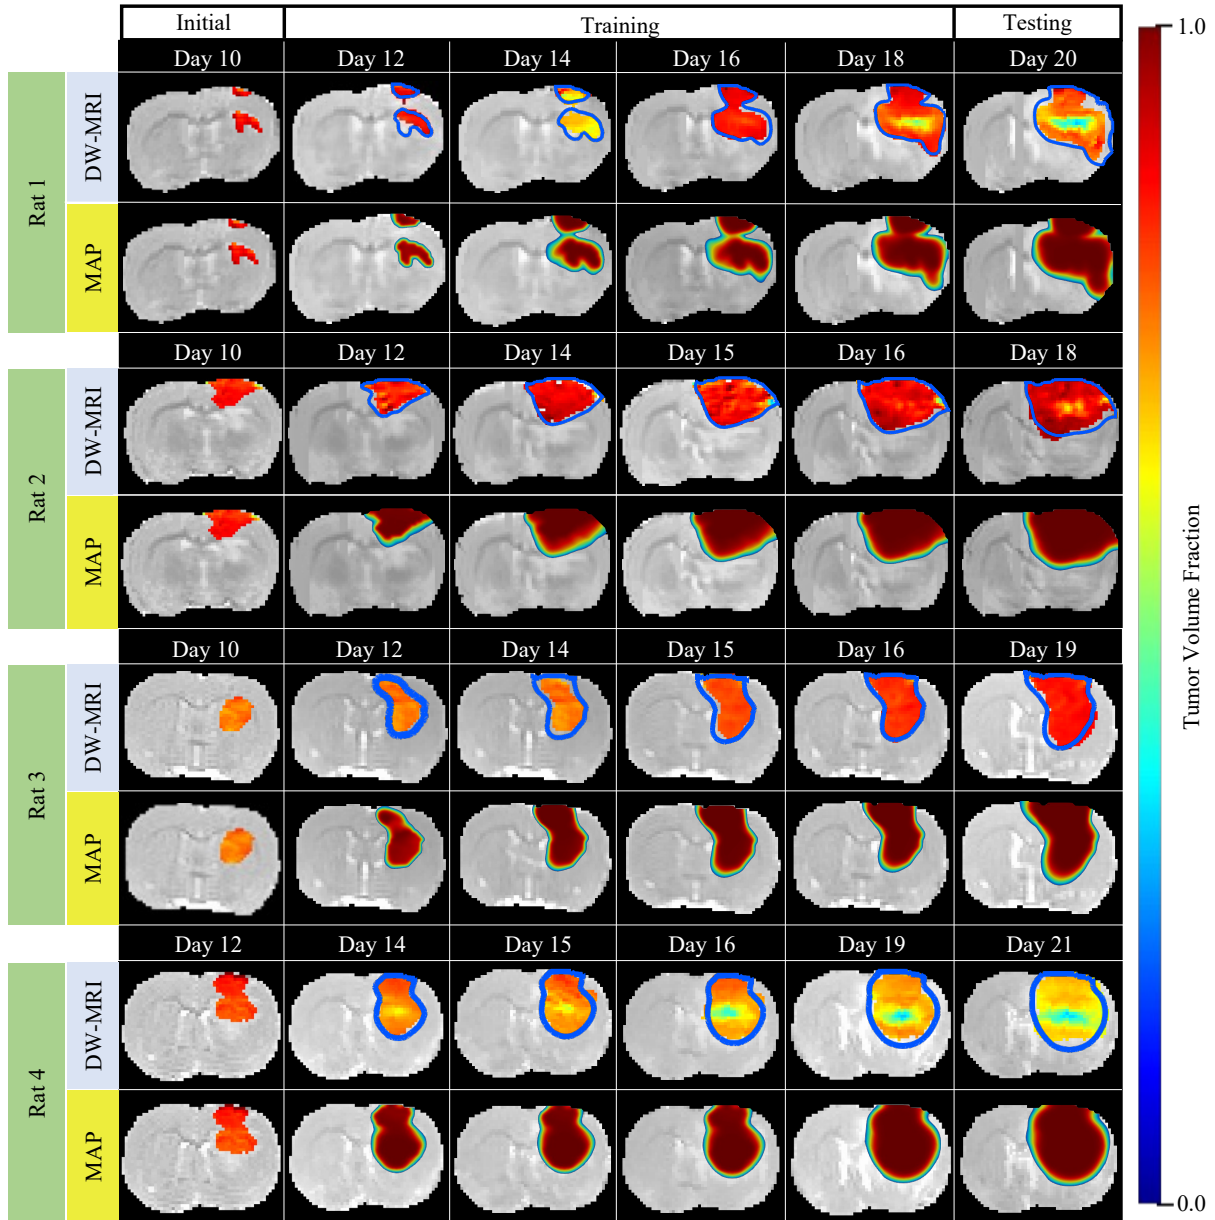 Initial Training Testing
Day 10 Day 12 Day 14 Day 16 Day 18 Day 20
1.0
Rat 1
DW-MRI
MAP
Day 10 Day 12 Day 14 Day 15 Day 16 Day 18
Rat 2
DW-MRI
MAP
Tumor Volume Fraction
Day 10 Day 12 Day 14 Day 15 Day 16 Day 19
Rat 3
DW-MRI
MAP
Day 12 Day 14 Day 15 Day 16 Day 19 Day 21
Rat 4
DW-MRI
MAP
0.0